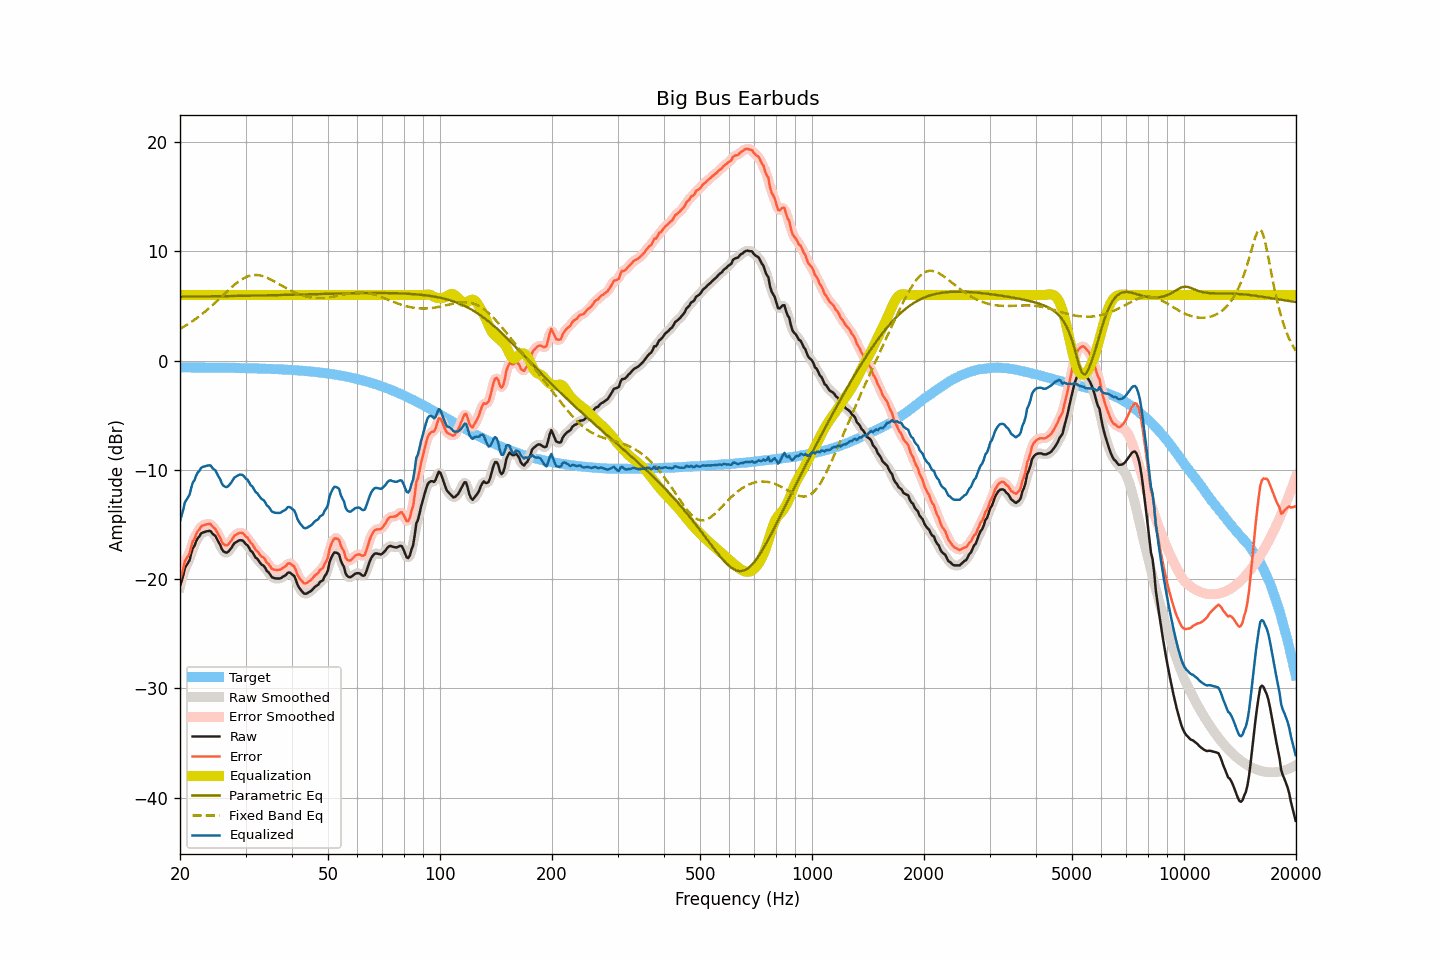 Big Bus Earbuds
20
10
0
−10
−20
−30
−40
Amplitude (dBr)
Target
Raw Smoothed
Error Smoothed
Raw
Error
Equalization
Parametric Eq
Fixed Band Eq
Equalized
20 50 100 200 500 1000 2000 5000 10000 20000
Frequency (Hz)